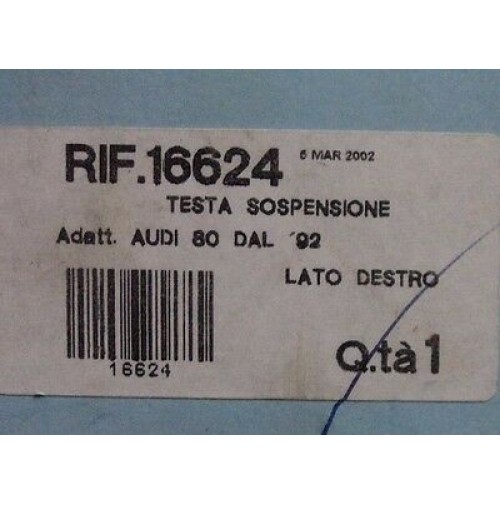 RIF.16624 6 MAR 2002
TESTA SOSPENSIONE
Adatt. AUDI 80 DAL '92
LATO DESTRO
16624
Q.tà 1